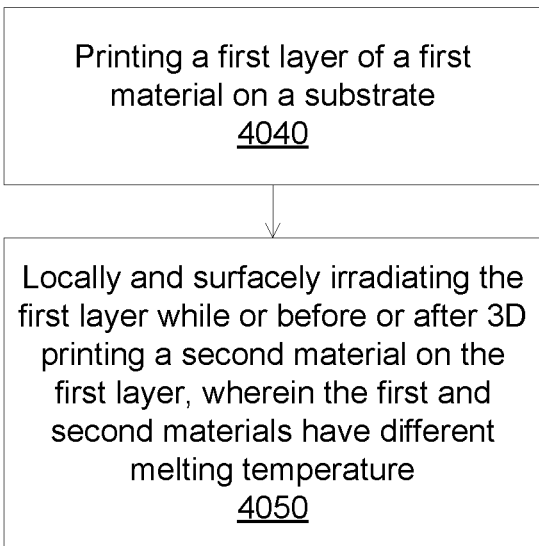 Printing a first layer of a first
material on a substrate
4040
Locally and surfacely irradiating the
first layer while or before or after 3D
printing a second material on the
first layer, wherein the first and
second materials have different
melting temperature
4050